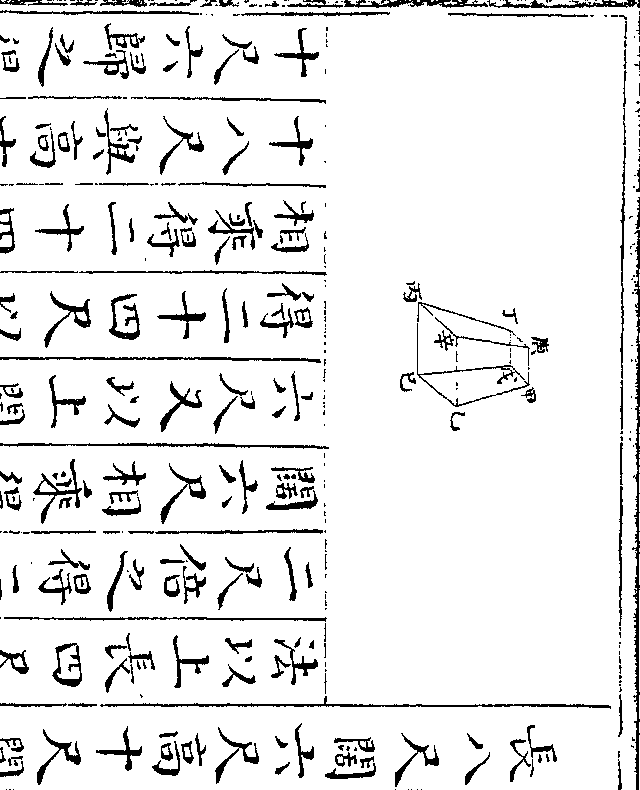 長八尺闊六尺高十尺問
法以上長四尺
二尺倍之得二
闊六尺相乘得
六尺又以上闊
得二十四尺以
相乘得二十四
十八尺與高十
十尺六歸之得
甲
庚
戊
丁
乙
辛
己
丙